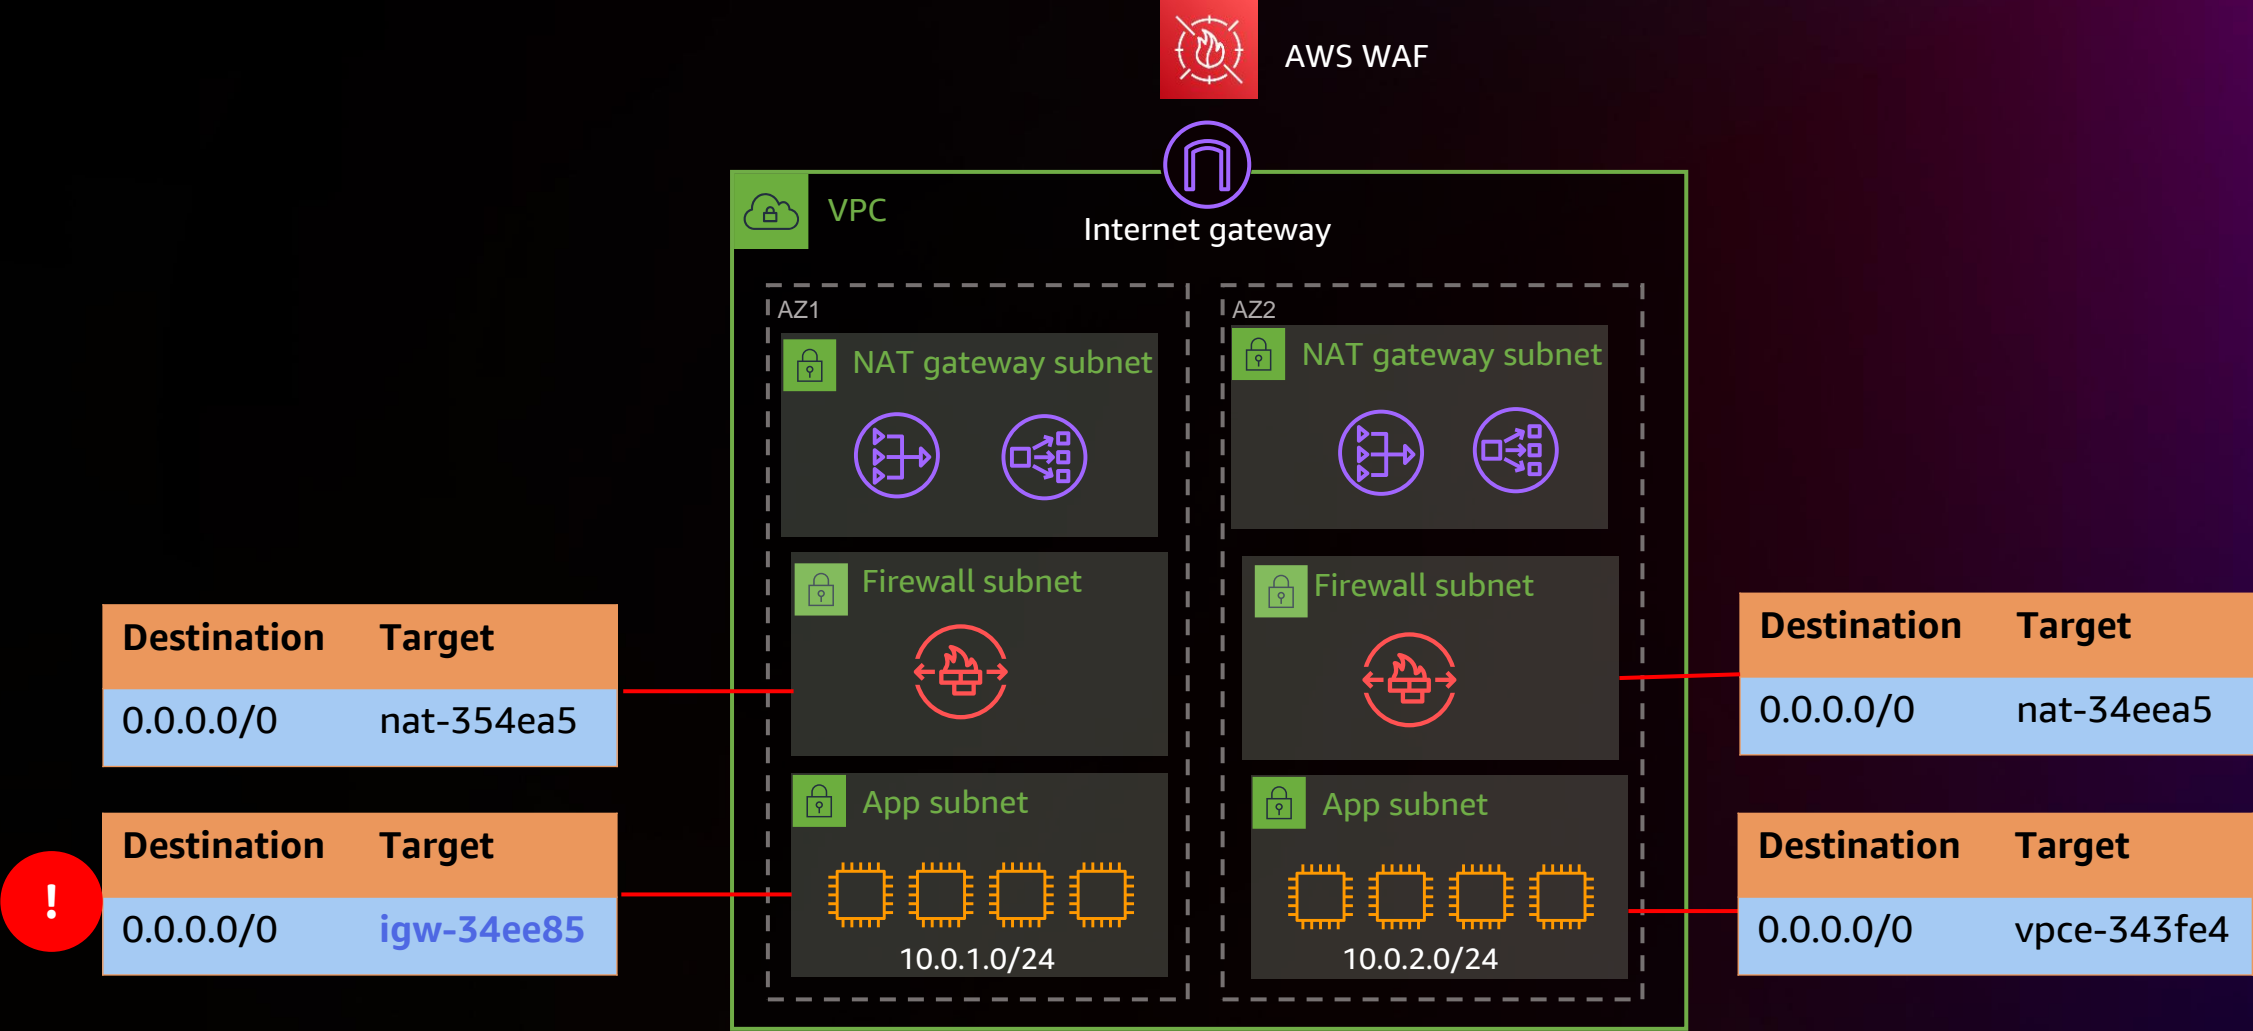 AWS WAF
VPC
Internet gateway
AZ1
NAT gateway subnet
Firewall subnet
App subnet
10.0.1.0/24
AZ2
NAT gateway subnet
Firewall subnet
App subnet
10.0.2.0/24
Destination Target
0.0.0.0/0 nat-354ea5
!
Destination Target
0.0.0.0/0 igw-34ee85
Destination Target
0.0.0.0/0 nat-34eea5
Destination Target
0.0.0.0/0 vpce-343fe4